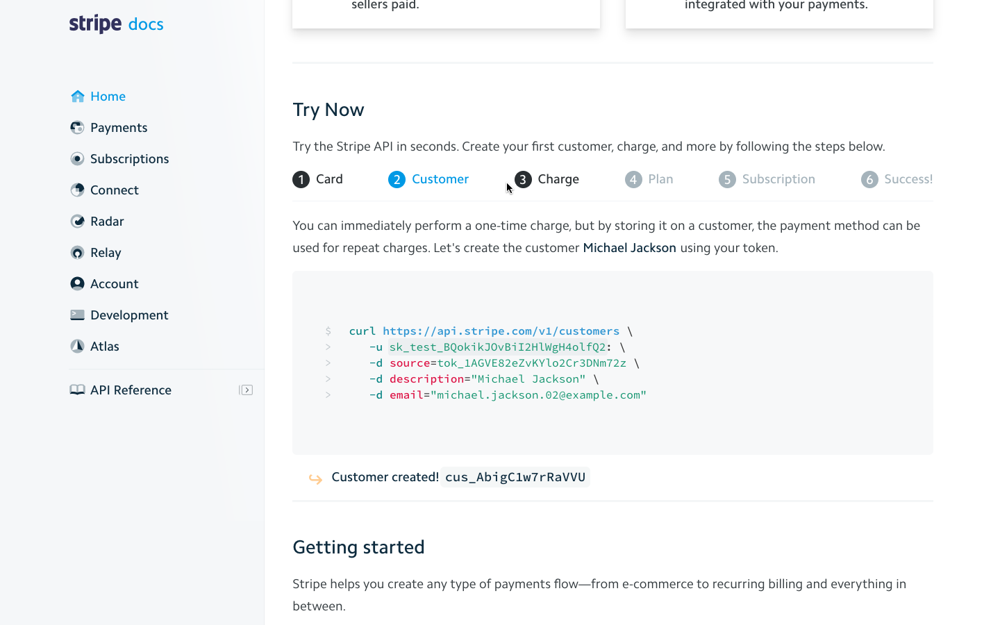 stripe docs
Home
Payments
Subscriptions
Connect
Radar
Relay
Account
Development
Atlas
API Reference
sellers paid.
integrated with your payments.
Try Now
Try the Stripe API in seconds. Create your first customer, charge, and more by following the steps below.
1 Card 2 Customer 3 Charge 4 Plan 5 Subscription 6 Success!
You can immediately perform a one-time charge, but by storing it on a customer, the payment method can be
used for repeat charges. Let's create the customer Michael Jackson using your token.
$ curl https://api.stripe.com/v1/customers \
> -u sk_test_BQokikJOvBiI2HlWgH4olfQ2: \
> -d source=tok_1AGVE82eZvKYlo2Cr3DNm72z \
> -d description="Michael Jackson" \
> -d email="michael.jackson.02@example.com"
Customer created! cus_AbigC1w7rRaVVU
Getting started
Stripe helps you create any type of payments flow—from e-commerce to recurring billing and everything in
between.